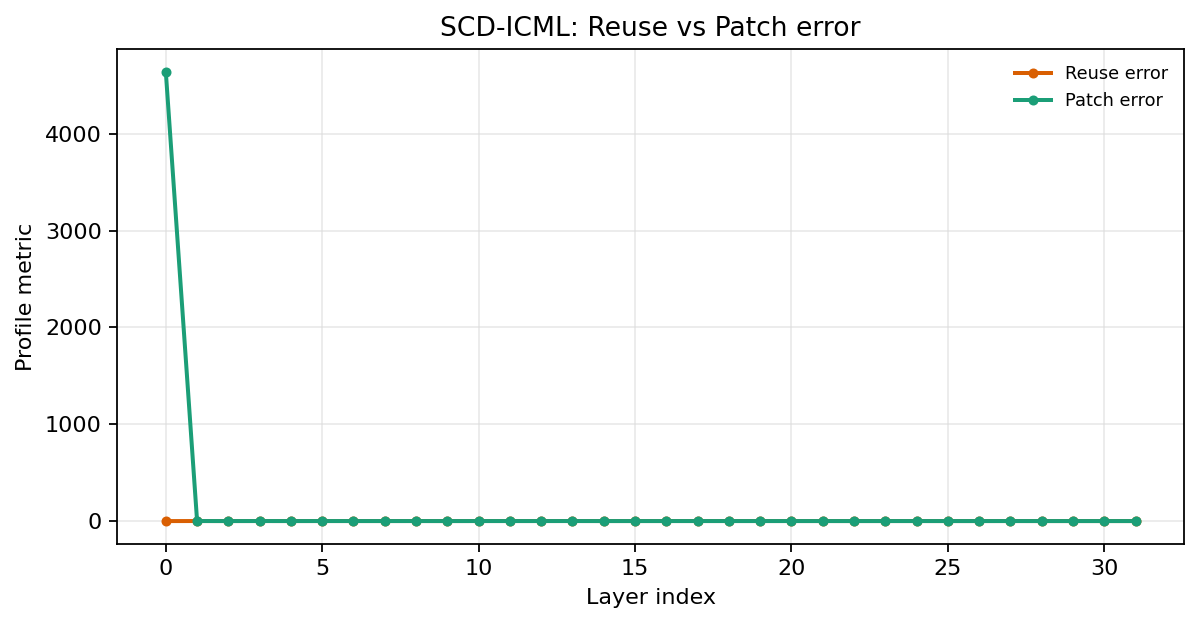 SCD-ICML: Reuse vs Patch error
Reuse error
Patch error
4000
3000
2000
1000
0
Profile metric
0 5 10 15 20 25 30
Layer index